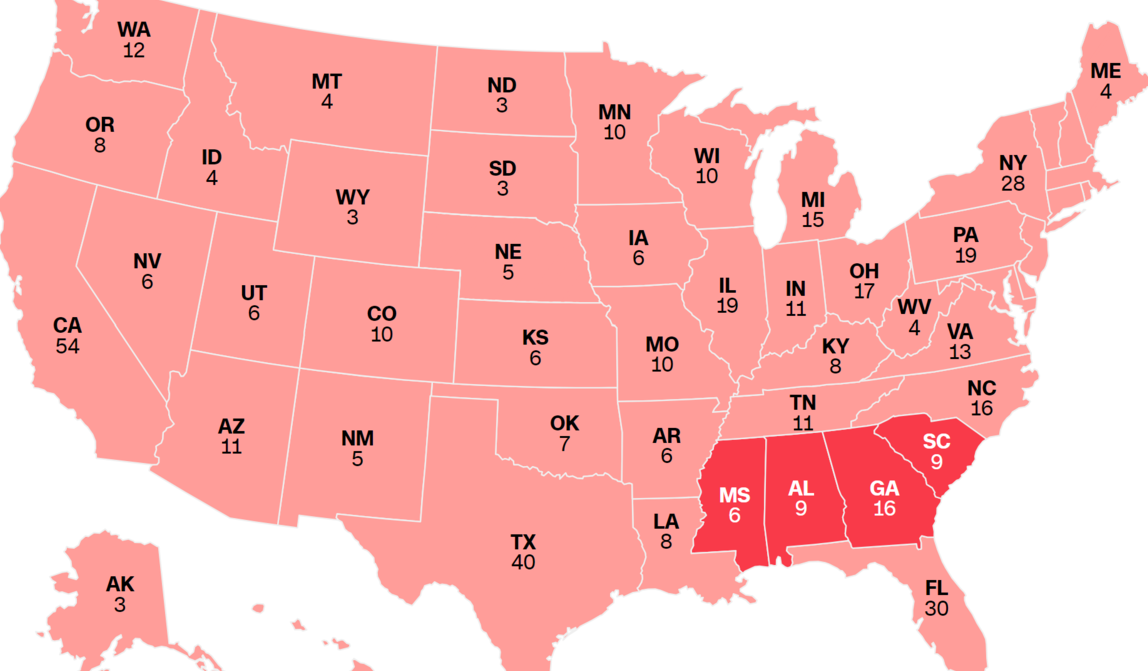 WA
12
MT
4
ND
3
MN
10
ME
4
OR
8
ID
4
SD
3
WI
10
NY
28
WY
3
MI
15
NV
6
NE
5
IA
6
PA
19
UT
6
CO
10
IL
19
IN
11
OH
17
WV
4
CA
54
KS
6
MO
10
KY
8
VA
13
AZ
11
NM
5
OK
7
AR
6
TN
11
NC
16
SC
9
MS
6
AL
9
GA
16
TX
40
LA
8
AK
3
FL
30